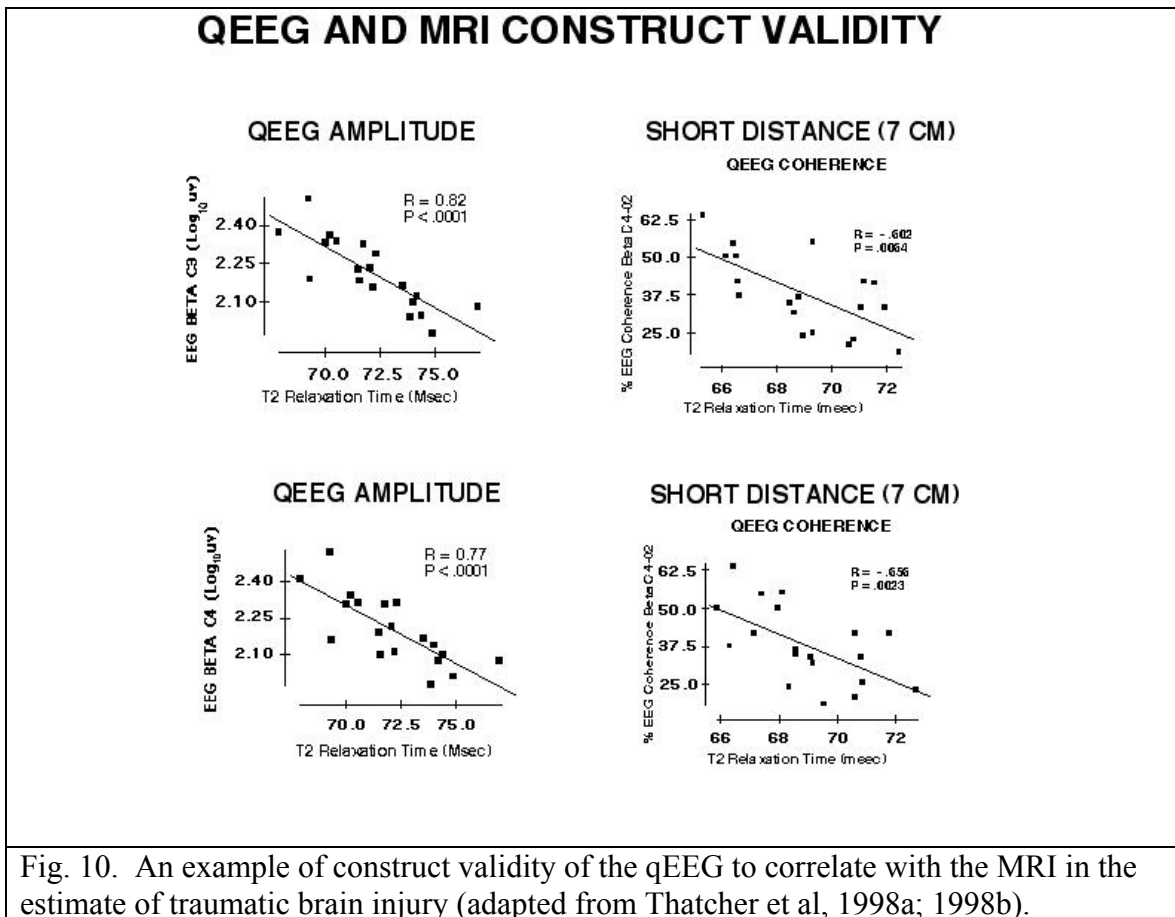 QEEG AND MRI CONSTRUCT VALIDITY
QEEG AMPLITUDE
EEG BETA C3 (Log10uv)
2.40
2.25
2.10
R = 0.82
P < .0001
70.0 72.5 75.0
T2 Relaxation Time (Msec)
SHORT DISTANCE (7 CM)
QEEG COHERENCE
% EEG Coherence Beta C4-02
62.5
50.0
37.5
25.0
R = -.602
P = .0064
66 68 70 72
T2 Relaxation Time (meec)
QEEG AMPLITUDE
EEG BETA C4 (Log10uv)
2.40
2.25
2.10
R = 0.77
P < .0001
70.0 72.5 75.0
T2 Relaxation Time (Msec)
SHORT DISTANCE (7 CM)
QEEG COHERENCE
% EEG Coherence Beta C4-02
62.5
50.0
37.5
25.0
R = -.656
P = .0023
66 68 70 72
T2 Relaxation Time (meec)
Fig. 10. An example of construct validity of the qEEG to correlate with the MRI in the
estimate of traumatic brain injury (adapted from Thatcher et al, 1998a; 1998b).